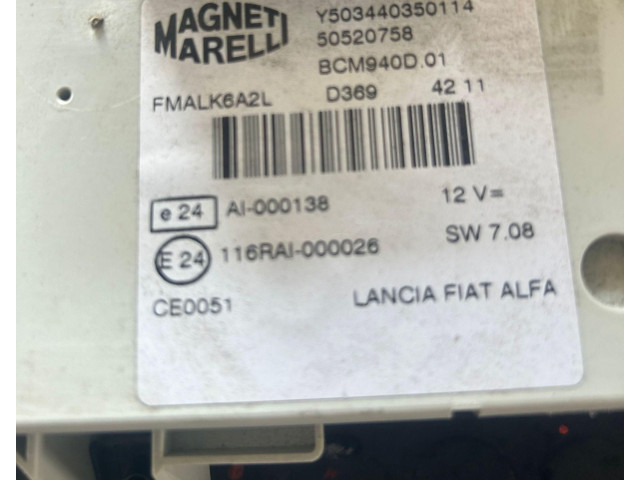 MAGNETI
MARELLI
Y503440350114
50520758
BCM940D.01
FMALK6A2L D369 42 11
e 24 AI-000138 12 V=
E 24 116RAI-000026 SW 7.08
CE0051 LANCIA FIAT ALFA